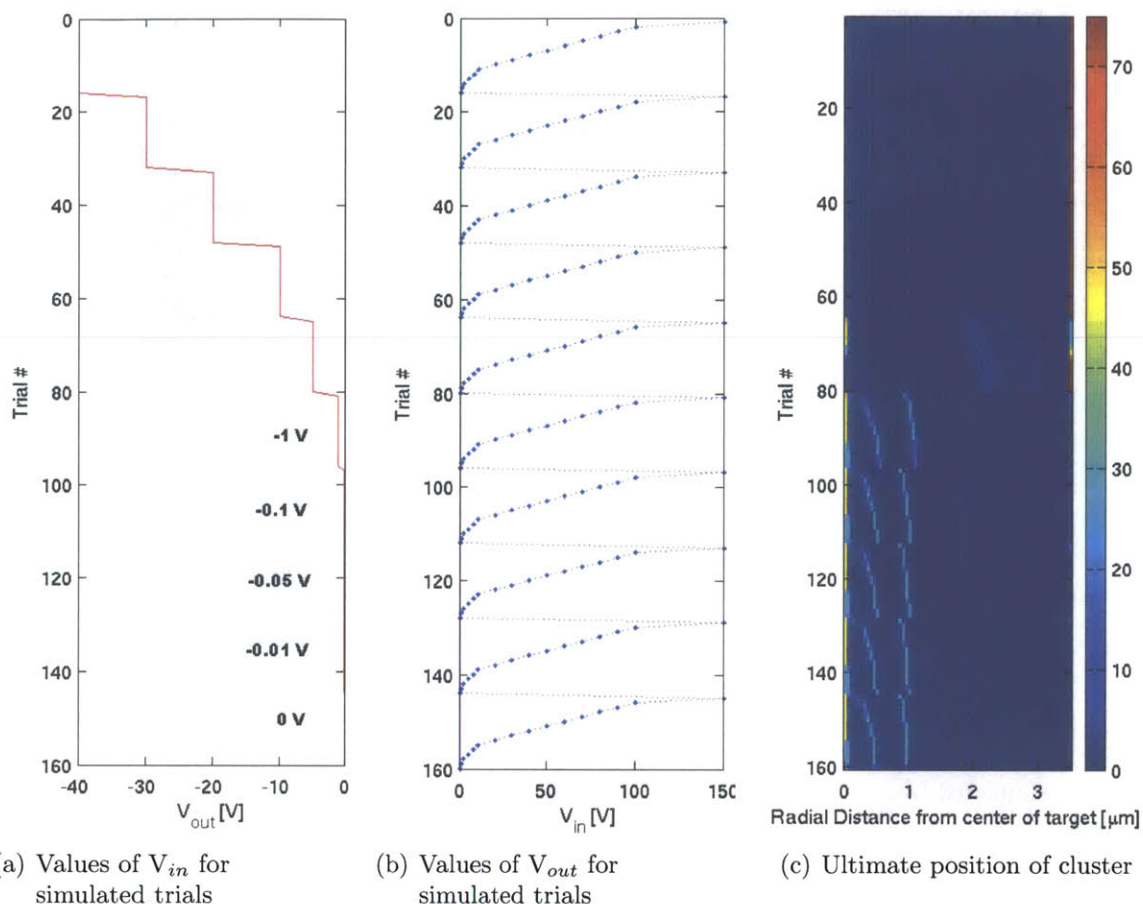 0
20
40
60
80
100
120
140
160
Trial #
-1 V
-0.1 V
-0.05 V
-0.01 V
0 V
-40 -30 -20 -10 0
V_out [V]
0
20
40
60
80
100
120
140
160
Trial #
0 50 100 150
V_in [V]
20
40
60
80
100
120
140
160
Trial #
0 1 2 3
Radial Distance from center of target [μm]
70
60
50
40
30
20
10
0
(a) Values of V_in for
simulated trials
(b) Values of V_out for
simulated trials
(c) Ultimate position of cluster